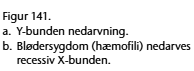 Figur 141.
a. Y-bunden nedarvning.
b. Blødersygdom (hæmofili) nedarves
recessiv X-bunden.